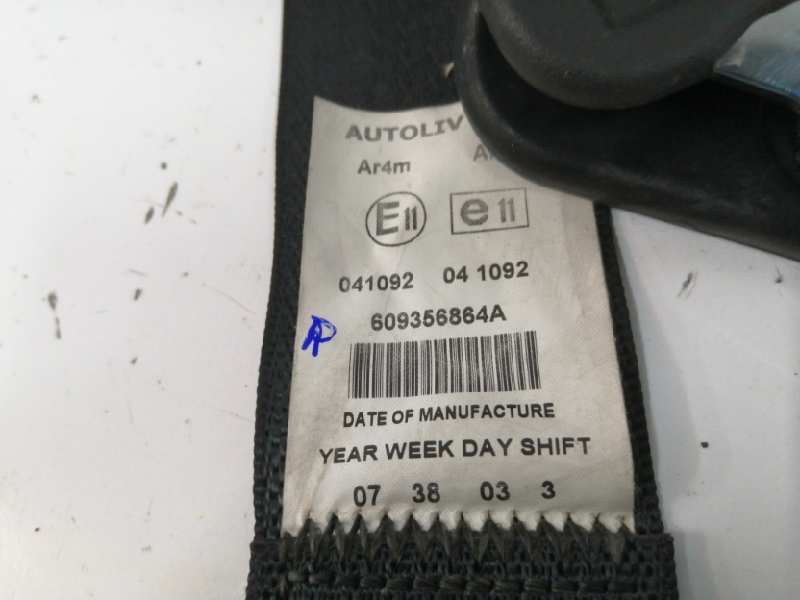 AUTOLIV
Ar4m
E11 e11
041092 04 1092
609356864A
DATE OF MANUFACTURE
YEAR WEEK DAY SHIFT
07 38 03 3